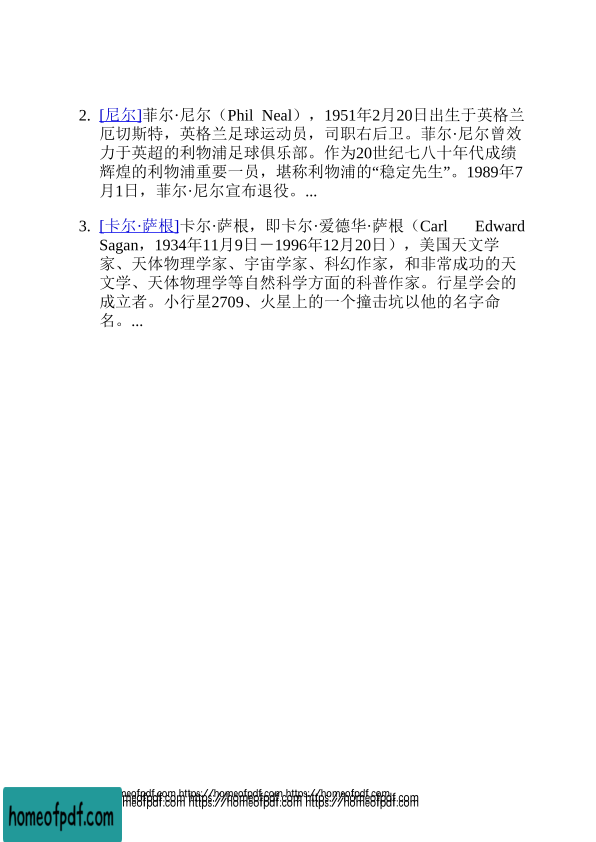 2. [尼尔]菲尔·尼尔（Phil Neal），1951年2月20日出生于英格兰
厄切斯特，英格兰足球运动员，司职右后卫。菲尔·尼尔曾效
力于英超的利物浦足球俱乐部。作为20世纪七八十年代成绩
辉煌的利物浦重要一员，堪称利物浦的“稳定先生”。1989年7
月1日，菲尔·尼尔宣布退役。...
3. [卡尔·萨根]卡尔·萨根，即卡尔·爱德华·萨根（Carl Edward
Sagan，1934年11月9日－1996年12月20日），美国天文学
家、天体物理学家、宇宙学家、科幻作家，和非常成功的天
文学、天体物理学等自然科学方面的科普作家。行星学会的
成立者。小行星2709、火星上的一个撞击坑以他的名字命
名。...
meofpdf.com https://homeofpdf.com https://homeofpdf.com
meofpdf.com https://homeofpdf.com https://homeofpdf.com
homeofpdf.com